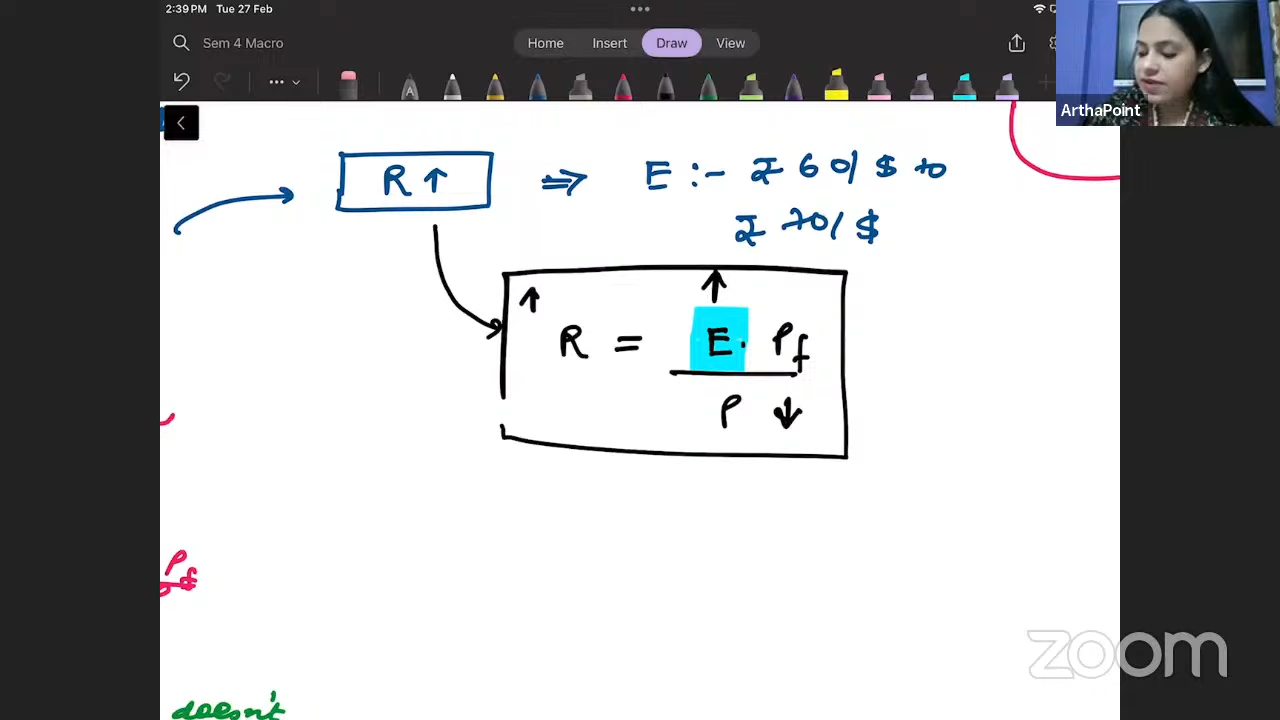 2:39 PM Tue 27 Feb
Sem 4 Macro
Home Insert Draw View
A
ArthaPoint
R ↑ ⇒ E :- ₹ 60/$ to
₹ 70/$
↑ ↑
R = E. Pf
P ↓
Pf
doesn't
zoom